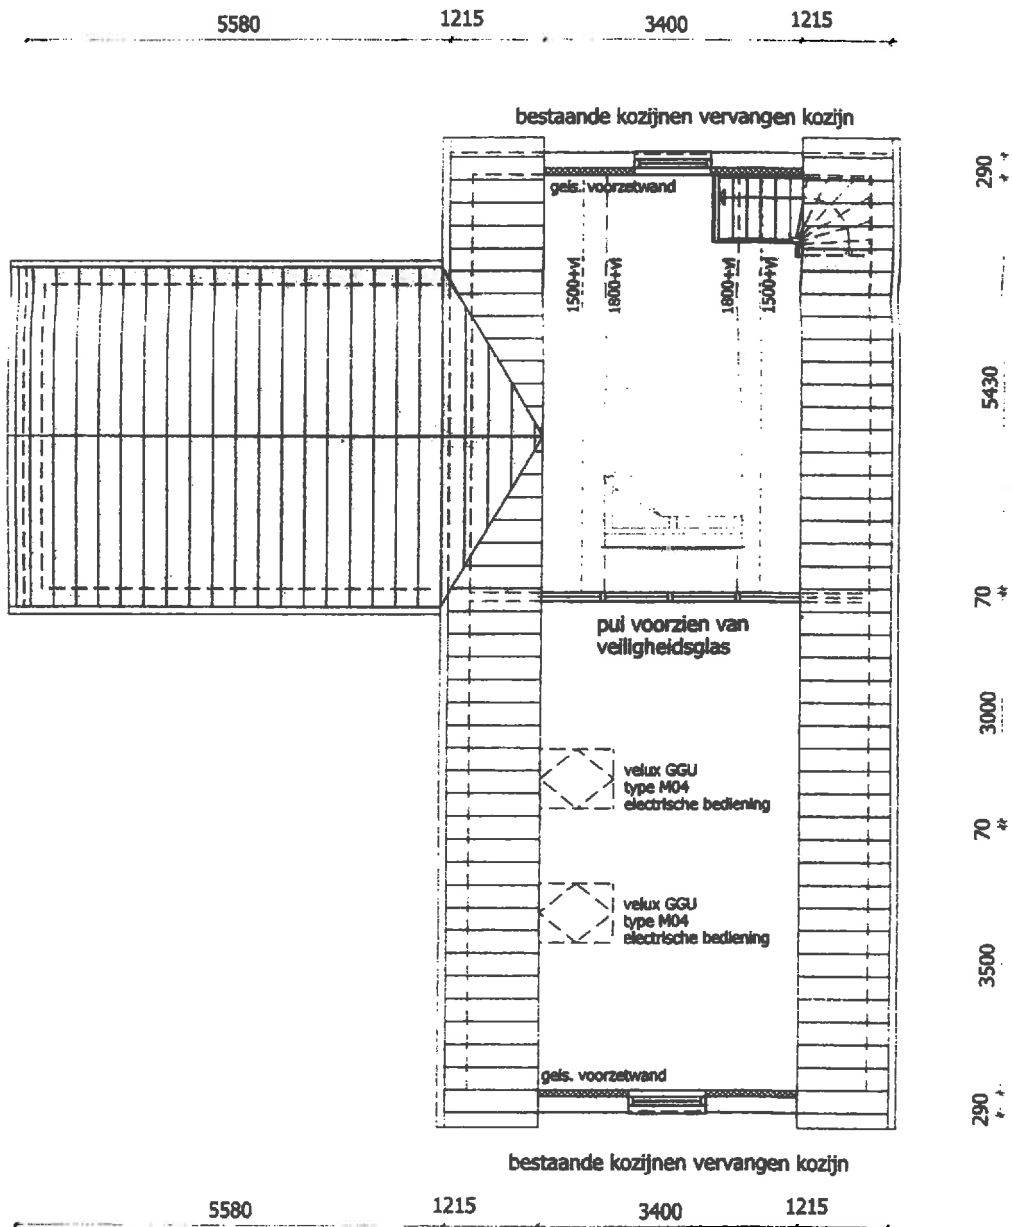 5580 1215 3400 1215
bestaande kozijnen vervangen kozijn
290
geis. voorzetwand
1500+vl 1800+vl 1800+vl 1500+vl
5430
70
pui voorzien van
veiligheidsglas
3000
velux GGU
type M04
electrische bediening
70
velux GGU
type M04
electrische bediening
3500
geis. voorzetwand
290
bestaande kozijnen vervangen kozijn
5580 1215 3400 1215